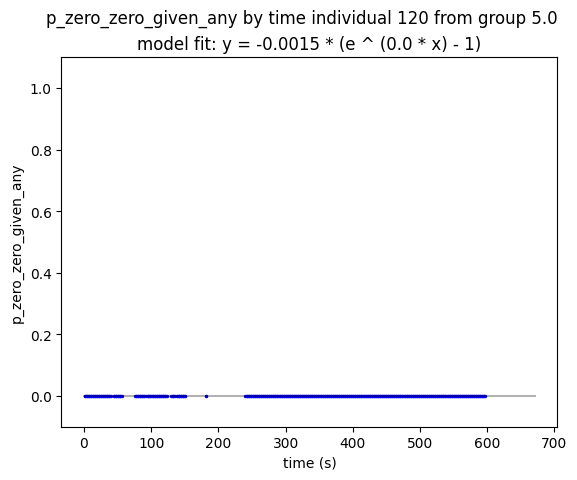 p_zero_zero_given_any by time individual 120 from group 5.0
model fit: y = -0.0015 * (e ^ (0.0 * x) - 1)
1.0
0.8
0.6
0.4
0.2
0.0
p_zero_zero_given_any
0 100 200 300 400 500 600 700
time (s)